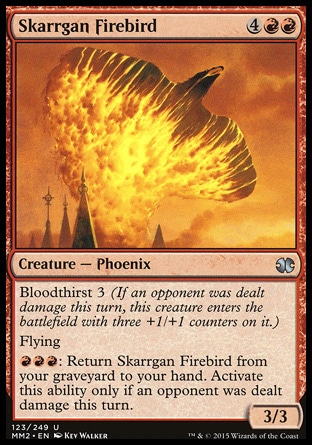 Skarrgan Firebird 4
Creature — Phoenix
Bloodthirst 3 (If an opponent was dealt
damage this turn, this creature enters the
battlefield with three +1/+1 counters on it.)
Flying
: Return Skarrgan Firebird from
your graveyard to your hand. Activate
this ability only if an opponent was dealt
damage this turn.
3/3
123/249 U
MM2 • EN Kev Walker
™ & © 2015 Wizards of the Coast